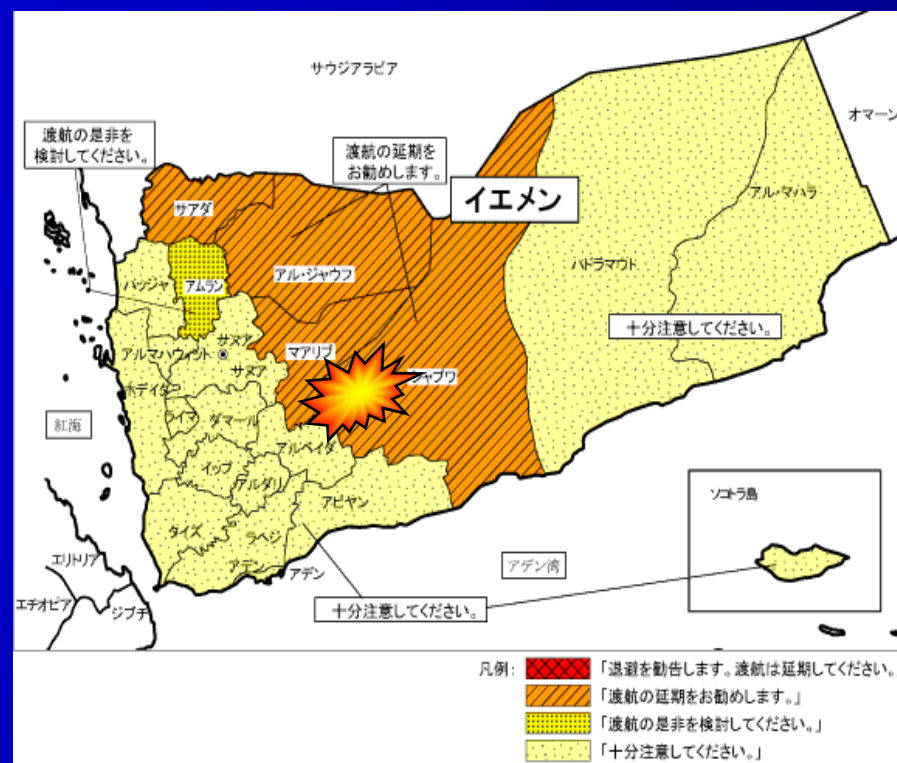 サウジアラビア
オマーン
渡航の是非を
検討してください。
渡航の延期を
お勧めします。
イエメン
アル・マハラ
サアダ
ハドラマウト
アル・ジャウフ
ハッジャ
アムラン
十分注意してください。
サヌア
アルマハウィット
マアリブ
サヌア
シャブワ
ホデイダ
紅海
ライマ
ダマール
アルベイダ
イップ
アルダリ
アビヤン
ソコトラ島
タイズ
ラヘジ
エリトリア
アデン
アデン
アデン湾
エチオピア
ジブチ
十分注意してください。
凡例:
「退避を勧告します。渡航は延期してください。
「渡航の延期をお勧めします。」
「渡航の是非を検討してください。」
「十分注意してください。」